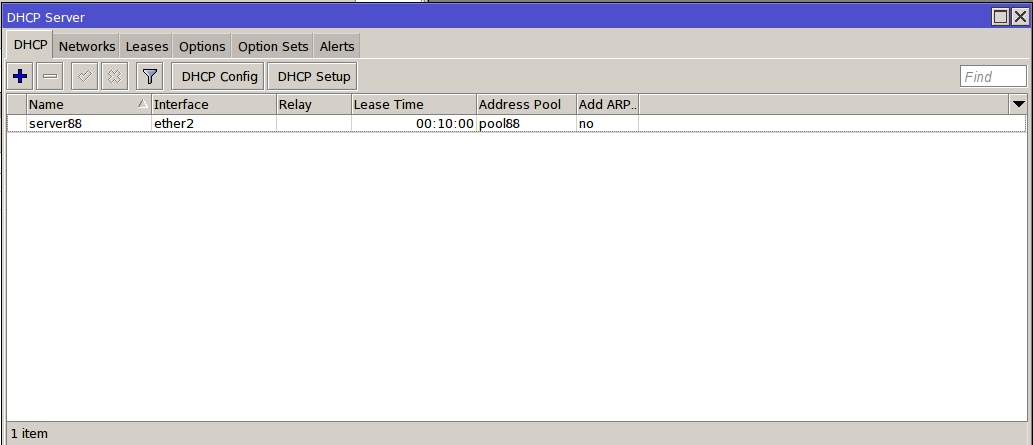 DHCP Server
DHCP Networks Leases Options Option Sets Alerts
DHCP Config DHCP Setup Find
Name Interface Relay Lease Time Address Pool Add ARP...
server88 ether2 00:10:00 pool88 no
1 item